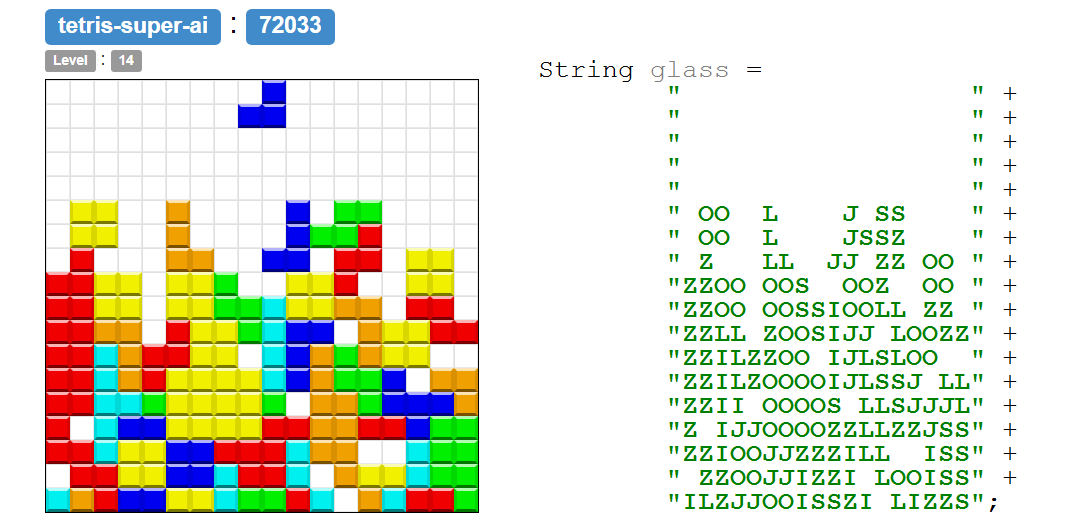 tetris-super-ai : 72033
Level : 14
String glass =
"                  " +
"                  " +
"                  " +
"                  " +
"                  " +
" OO  L    J SS    " +
" OO  L    JSSZ    " +
" Z   LL  JJ ZZ OO " +
"ZZOO OOS  OOZ  OO " +
"ZZOO OOSSIOOLL ZZ " +
"ZZLL ZOOSIJJ LOOZZ" +
"ZZILZZOO IJLSLOO  " +
"ZZILZOOOOIJLSSJ LL" +
"ZZII OOOOS LLSJJJL" +
"Z IJJOOOOZZLLZZJSS" +
"ZZIOOJJZZZILL  ISS" +
" ZZOOJJIZZI LOOISS" +
"ILZJJOOISSZI LIZZS";